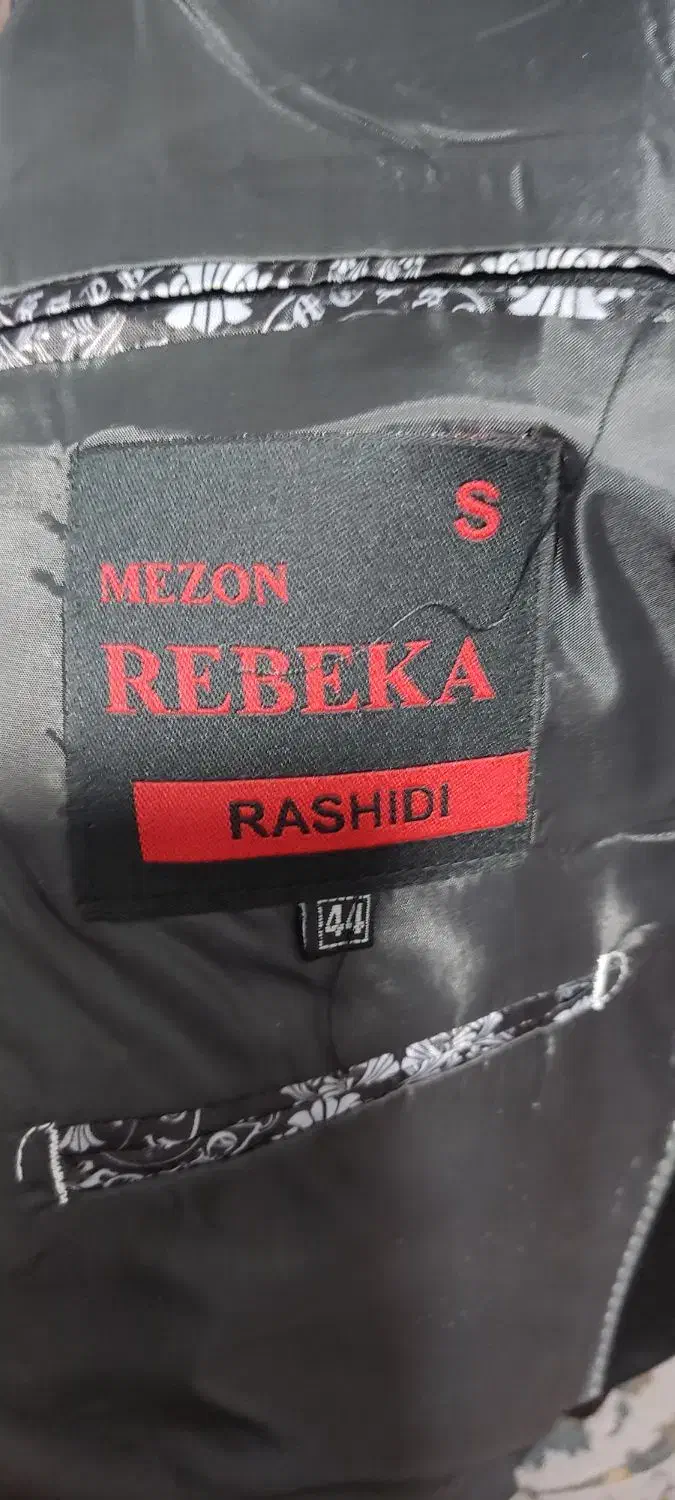 S
MEZON
REBEKA
RASHIDI
44